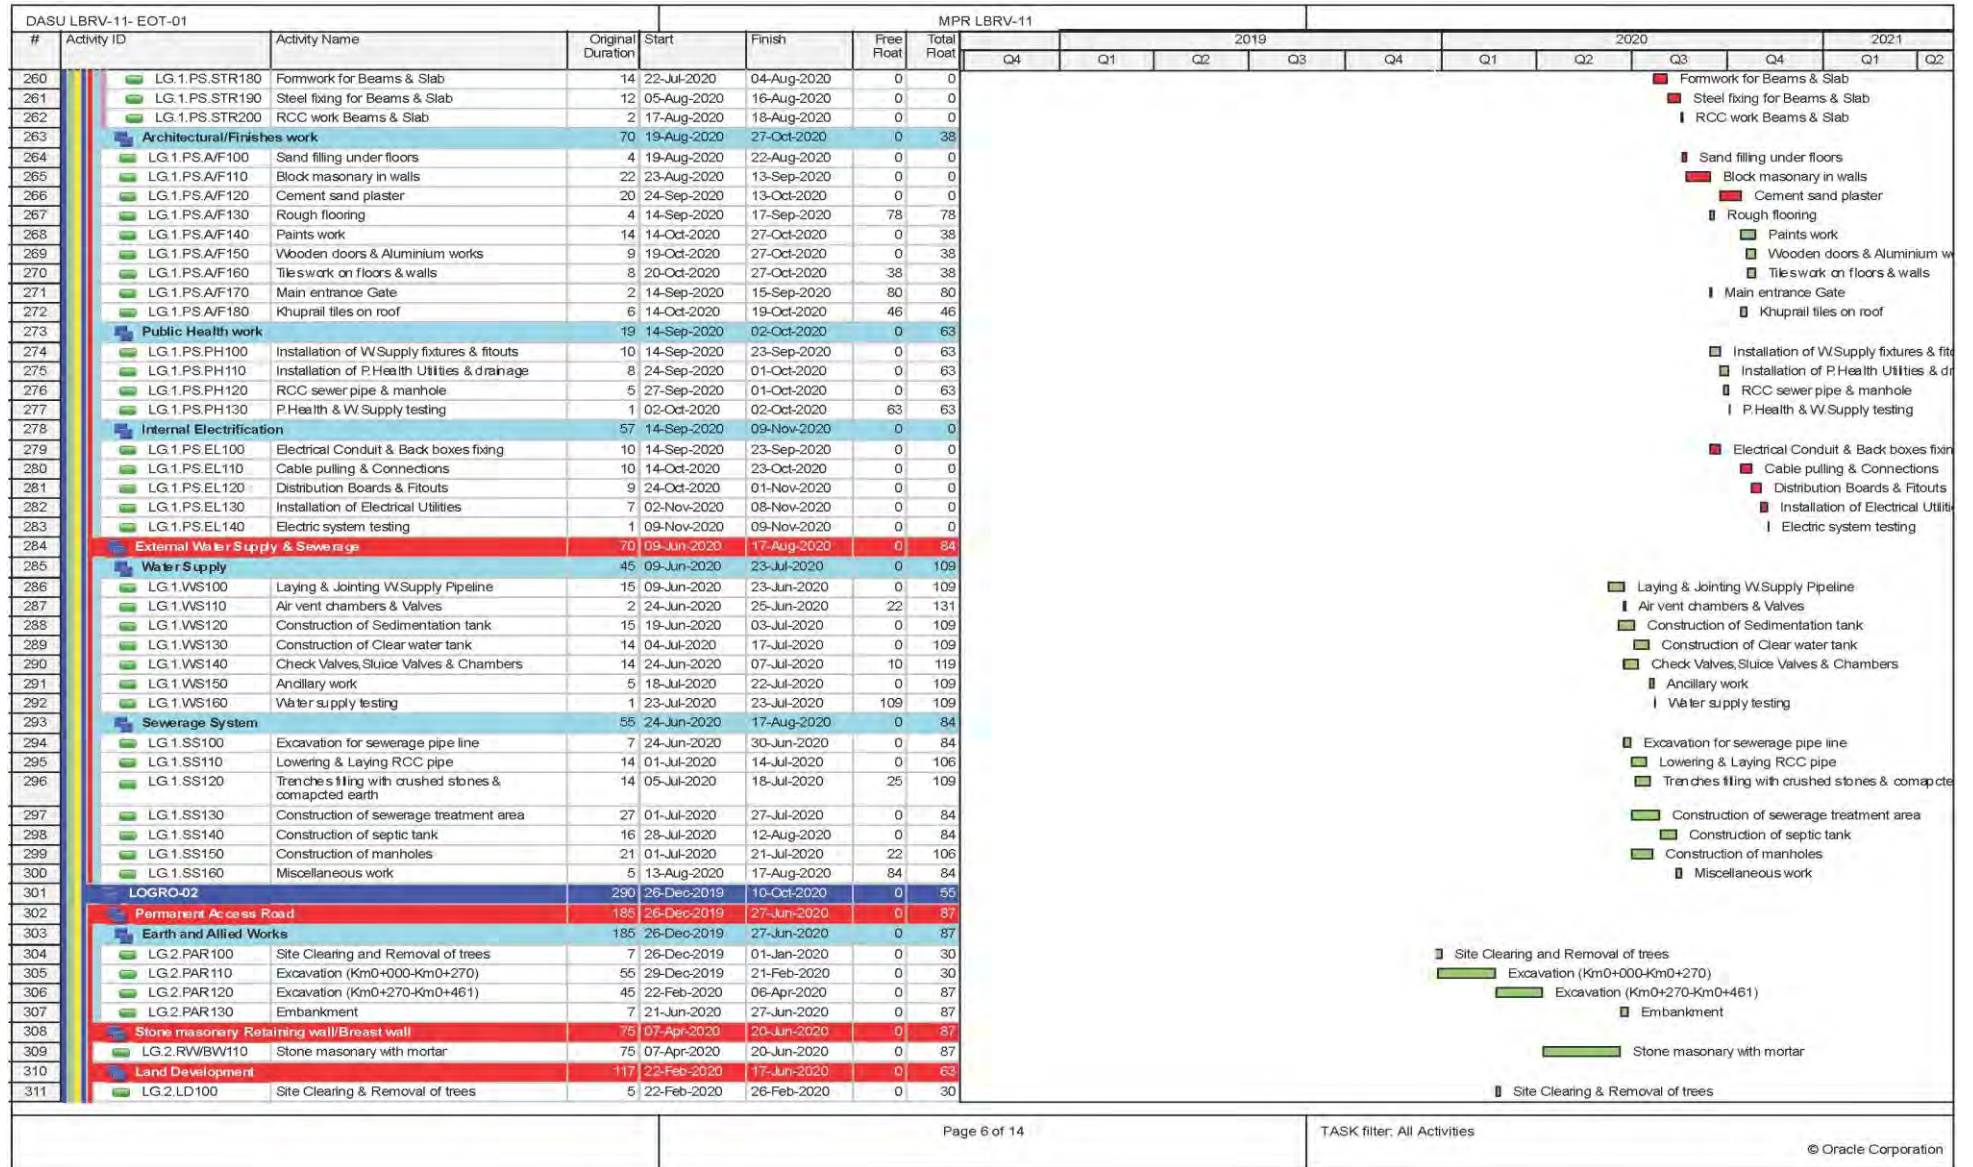 DASU LBRV-11- EOT-01 MPR LBRV-11
# Activity ID Activity Name Original Duration Start Finish Free Float Total Float 2019 2020 2021
Q4 Q1 Q2 Q3 Q4 Q1 Q2 Q3 Q4 Q1 Q2
260 LG.1.PS.STR180 Formwork for Beams & Slab 14 22-Jul-2020 04-Aug-2020 0 0 Formwork for Beams & Slab
261 LG.1.PS.STR190 Steel fixing for Beams & Slab 12 05-Aug-2020 16-Aug-2020 0 0 Steel fixing for Beams & Slab
262 LG.1.PS.STR200 RCC work Beams & Slab 2 17-Aug-2020 18-Aug-2020 0 0 RCC work Beams & Slab
263 Architectural/Finishes work 70 19-Aug-2020 27-Oct-2020 0 38
264 LG.1.PS.A/F100 Sand filling under floors 4 19-Aug-2020 22-Aug-2020 0 0 Sand filling under floors
265 LG.1.PS.A/F110 Block masonary in walls 22 23-Aug-2020 13-Sep-2020 0 0 Block masonary in walls
266 LG.1.PS.A/F120 Cement sand plaster 20 24-Sep-2020 13-Oct-2020 0 0 Cement sand plaster
267 LG.1.PS.A/F130 Rough flooring 4 14-Sep-2020 17-Sep-2020 78 78 Rough flooring
268 LG.1.PS.A/F140 Paints work 14 14-Oct-2020 27-Oct-2020 0 38 Paints work
269 LG.1.PS.A/F150 Wooden doors & Aluminium works 9 19-Oct-2020 27-Oct-2020 0 38 Wooden doors & Aluminium w
270 LG.1.PS.A/F160 Tiles work on floors & walls 8 20-Oct-2020 27-Oct-2020 38 38 Tiles work on floors & walls
271 LG.1.PS.A/F170 Main entrance Gate 2 14-Sep-2020 15-Sep-2020 80 80 Main entrance Gate
272 LG.1.PS.A/F180 Khuprail tiles on roof 6 14-Oct-2020 19-Oct-2020 46 46 Khuprail tiles on roof
273 Public Health work 19 14-Sep-2020 02-Oct-2020 0 63
274 LG.1.PS.PH100 Installation of W.Supply fixtures & fitouts 10 14-Sep-2020 23-Sep-2020 0 63 Installation of W.Supply fixtures & fito
275 LG.1.PS.PH110 Installation of P.Health Utilities & drainage 8 24-Sep-2020 01-Oct-2020 0 63 Installation of P.Health Utilities & dr
276 LG.1.PS.PH120 RCC sewer pipe & manhole 5 27-Sep-2020 01-Oct-2020 0 63 RCC sewer pipe & manhole
277 LG.1.PS.PH130 P.Health & W.Supply testing 1 02-Oct-2020 02-Oct-2020 63 63 P.Health & W.Supply testing
278 Internal Electrification 57 14-Sep-2020 09-Nov-2020 0 0
279 LG.1.PS.EL100 Electrical Conduit & Back boxes fixing 10 14-Sep-2020 23-Sep-2020 0 0 Electrical Conduit & Back boxes fixin
280 LG.1.PS.EL110 Cable pulling & Connections 10 14-Oct-2020 23-Oct-2020 0 0 Cable pulling & Connections
281 LG.1.PS.EL120 Distribution Boards & Fitouts 9 24-Oct-2020 01-Nov-2020 0 0 Distribution Boards & Fitouts
282 LG.1.PS.EL130 Installation of Electrical Utilities 7 02-Nov-2020 08-Nov-2020 0 0 Installation of Electrical Utiliti
283 LG.1.PS.EL140 Electric system testing 1 09-Nov-2020 09-Nov-2020 0 0 Electric system testing
284 External Water Supply & Sewerage 70 09-Jun-2020 17-Aug-2020 0 84
285 Water Supply 45 09-Jun-2020 23-Jul-2020 0 109
286 LG.1.WS100 Laying & Jointing W.Supply Pipeline 15 09-Jun-2020 23-Jun-2020 0 109 Laying & Jointing W.Supply Pipeline
287 LG.1.WS110 Air vent chambers & Valves 2 24-Jun-2020 25-Jun-2020 22 131 Air vent chambers & Valves
288 LG.1.WS120 Construction of Sedimentation tank 15 19-Jun-2020 03-Jul-2020 0 109 Construction of Sedimentation tank
289 LG.1.WS130 Construction of Clear water tank 14 04-Jul-2020 17-Jul-2020 0 109 Construction of Clear water tank
290 LG.1.WS140 Check Valves,Sluice Valves & Chambers 14 24-Jun-2020 07-Jul-2020 10 119 Check Valves,Sluice Valves & Chambers
291 LG.1.WS150 Ancillary work 5 18-Jul-2020 22-Jul-2020 0 109 Ancillary work
292 LG.1.WS160 Water supply testing 1 23-Jul-2020 23-Jul-2020 109 109 Water supply testing
293 Sewerage System 55 24-Jun-2020 17-Aug-2020 0 84
294 LG.1.SS100 Excavation for sewerage pipe line 7 24-Jun-2020 30-Jun-2020 0 84 Excavation for sewerage pipe line
295 LG.1.SS110 Lowering & Laying RCC pipe 14 01-Jul-2020 14-Jul-2020 0 106 Lowering & Laying RCC pipe
296 LG.1.SS120 Trenches filling with crushed stones & 14 05-Jul-2020 18-Jul-2020 25 109 Trenches filling with crushed stones & comapcte
comapcted earth
297 LG.1.SS130 Construction of sewerage treatment area 27 01-Jul-2020 27-Jul-2020 0 84 Construction of sewerage treatment area
298 LG.1.SS140 Construction of septic tank 16 28-Jul-2020 12-Aug-2020 0 84 Construction of septic tank
299 LG.1.SS150 Construction of manholes 21 01-Jul-2020 21-Jul-2020 22 106 Construction of manholes
300 LG.1.SS160 Miscellaneous work 5 13-Aug-2020 17-Aug-2020 84 84 Miscellaneous work
301 LOGRO-02 290 26-Dec-2019 10-Oct-2020 0 55
302 Permanent Access Road 185 26-Dec-2019 27-Jun-2020 0 87
303 Earth and Allied Works 185 26-Dec-2019 27-Jun-2020 0 87
304 LG.2.PAR100 Site Clearing and Removal of trees 7 26-Dec-2019 01-Jan-2020 0 30 Site Clearing and Removal of trees
305 LG.2.PAR110 Excavation (Km0+000-Km0+270) 55 29-Dec-2019 21-Feb-2020 0 30 Excavation (Km0+000-Km0+270)
306 LG.2.PAR120 Excavation (Km0+270-Km0+461) 45 22-Feb-2020 06-Apr-2020 0 87 Excavation (Km0+270-Km0+461)
307 LG.2.PAR130 Embankment 7 21-Jun-2020 27-Jun-2020 0 87 Embankment
308 Stone masonary Retaining wall/Breast wall 75 07-Apr-2020 20-Jun-2020 0 87
309 LG.2.RW/BW110 Stone masonary with mortar 75 07-Apr-2020 20-Jun-2020 0 87 Stone masonary with mortar
310 Land Development 117 22-Feb-2020 17-Jun-2020 0 63
311 LG.2.LD100 Site Clearing & Removal of trees 5 22-Feb-2020 26-Feb-2020 0 30 Site Clearing & Removal of trees
Page 6 of 14 TASK filter: All Activities
© Oracle Corporation